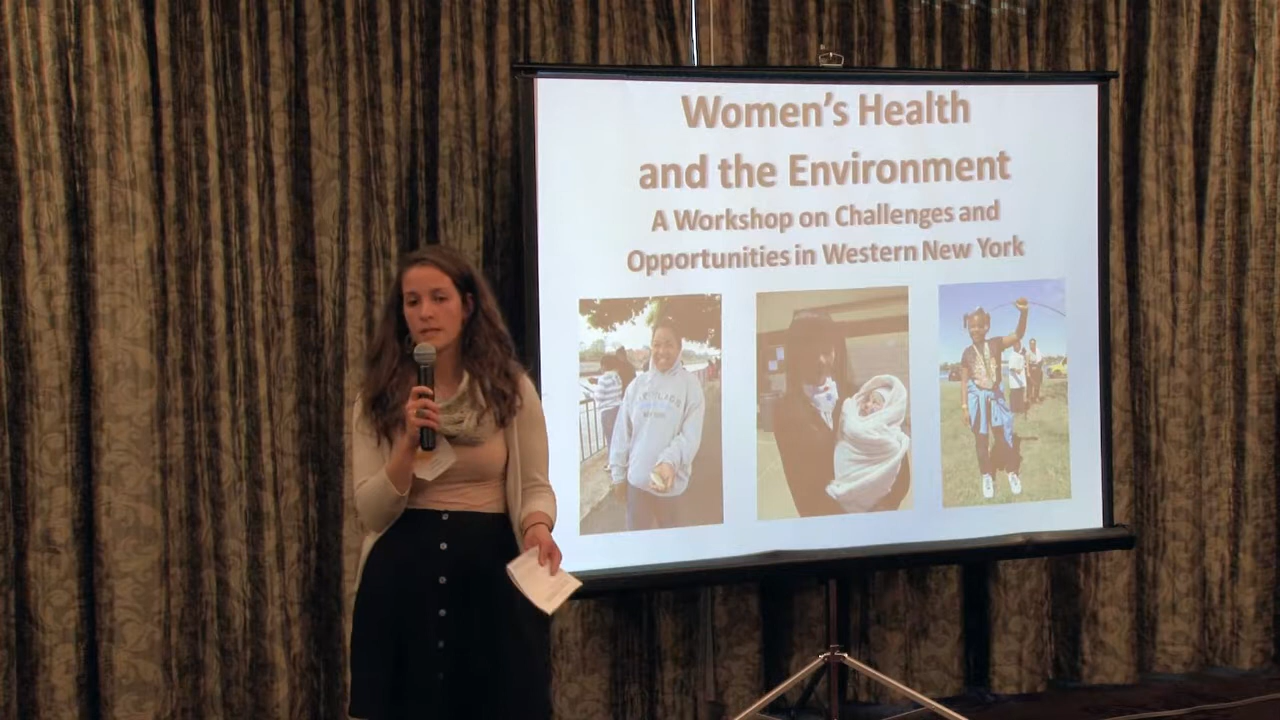 Women's Health
and the Environment
A Workshop on Challenges and
Opportunities in Western New York